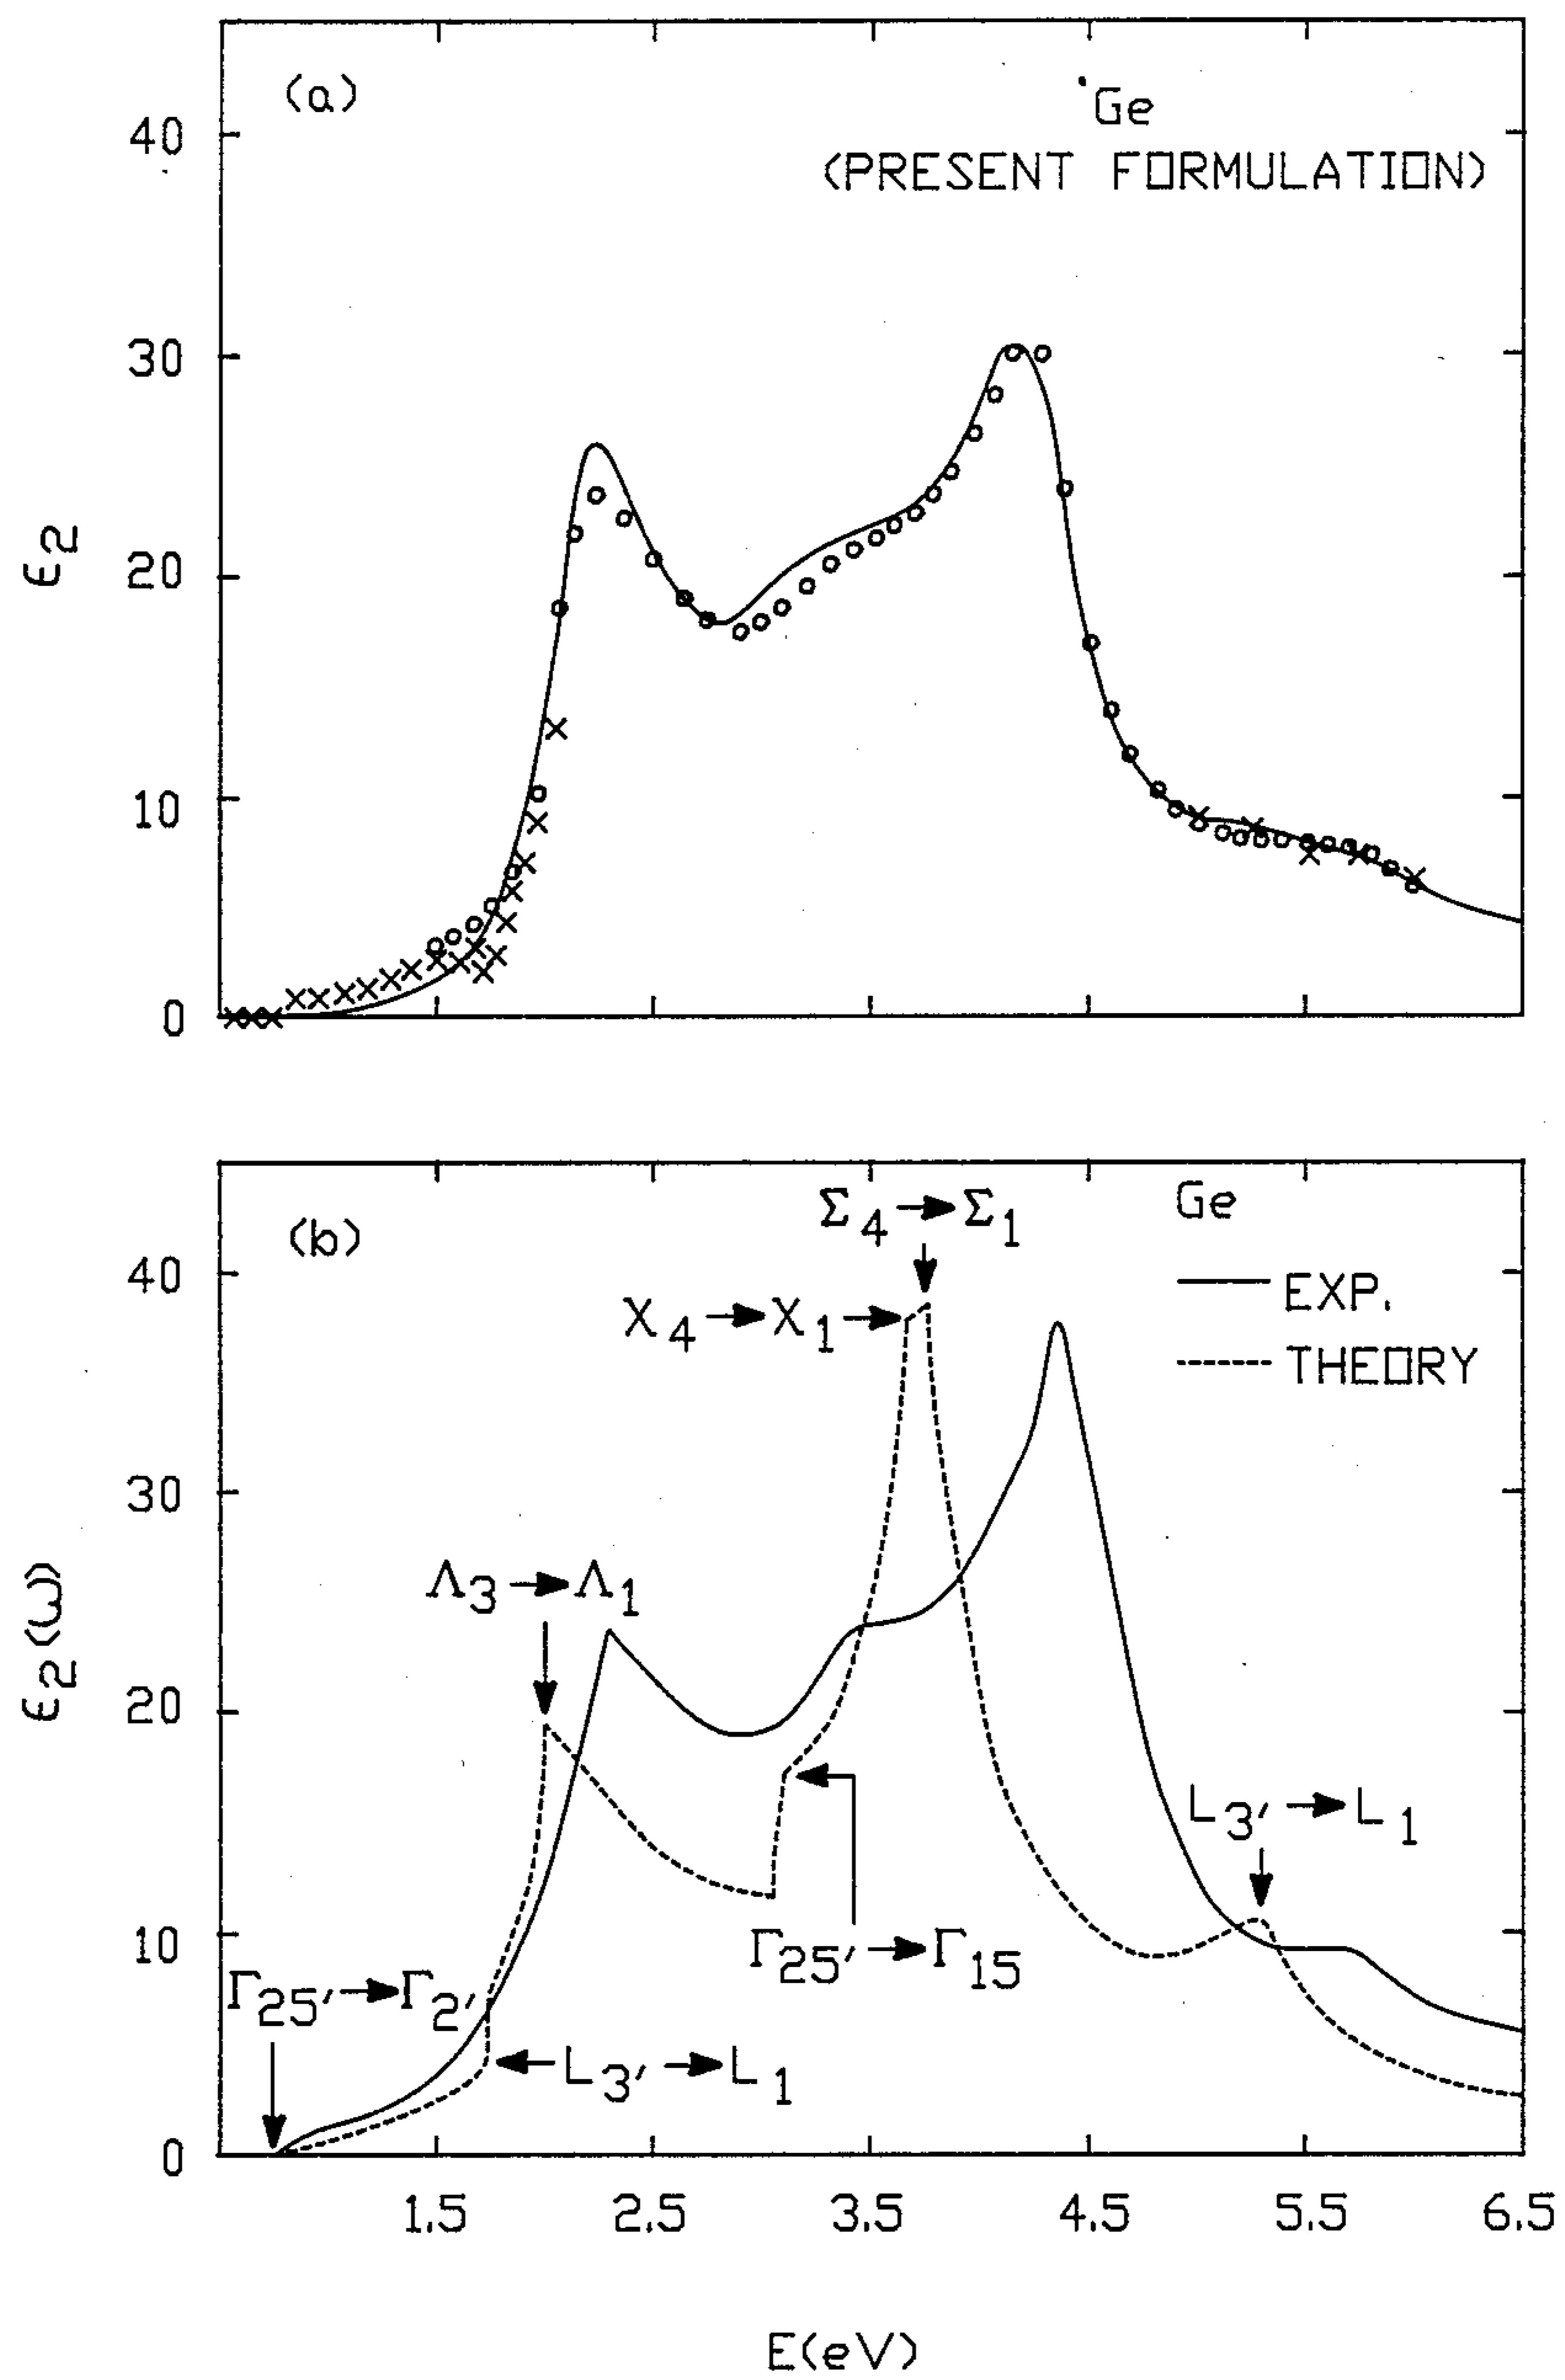 (a)
Ge
(PRESENT FORMULATION)
40
30
20
10
0
ϵ2
(b)
Σ4→Σ1
Ge
X4→X1→
EXP.
THEORY
40
30
20
10
0
ϵ2(ω)
Λ3→Λ1
L3′→L1
Γ25′→Γ15
Γ25′→Γ2′
L3′→L1
1.5 2.5 3.5 4.5 5.5 6.5
E(eV)